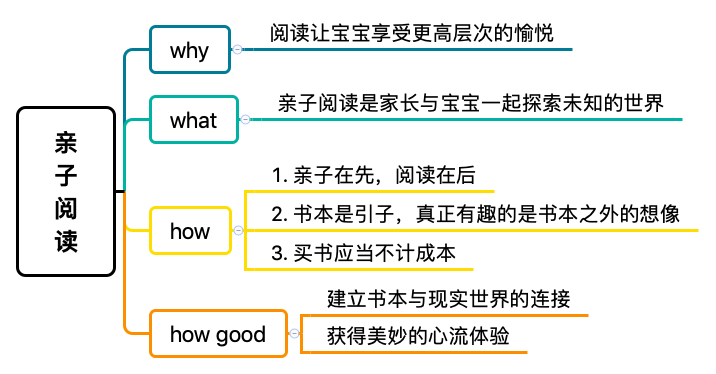 亲子阅读
why
阅读让宝宝享受更高层次的愉悦
what
亲子阅读是家长与宝宝一起探索未知的世界
how
1. 亲子在先，阅读在后
2. 书本是引子，真正有趣的是书本之外的想像
3. 买书应当不计成本
how good
建立书本与现实世界的连接
获得美妙的心流体验